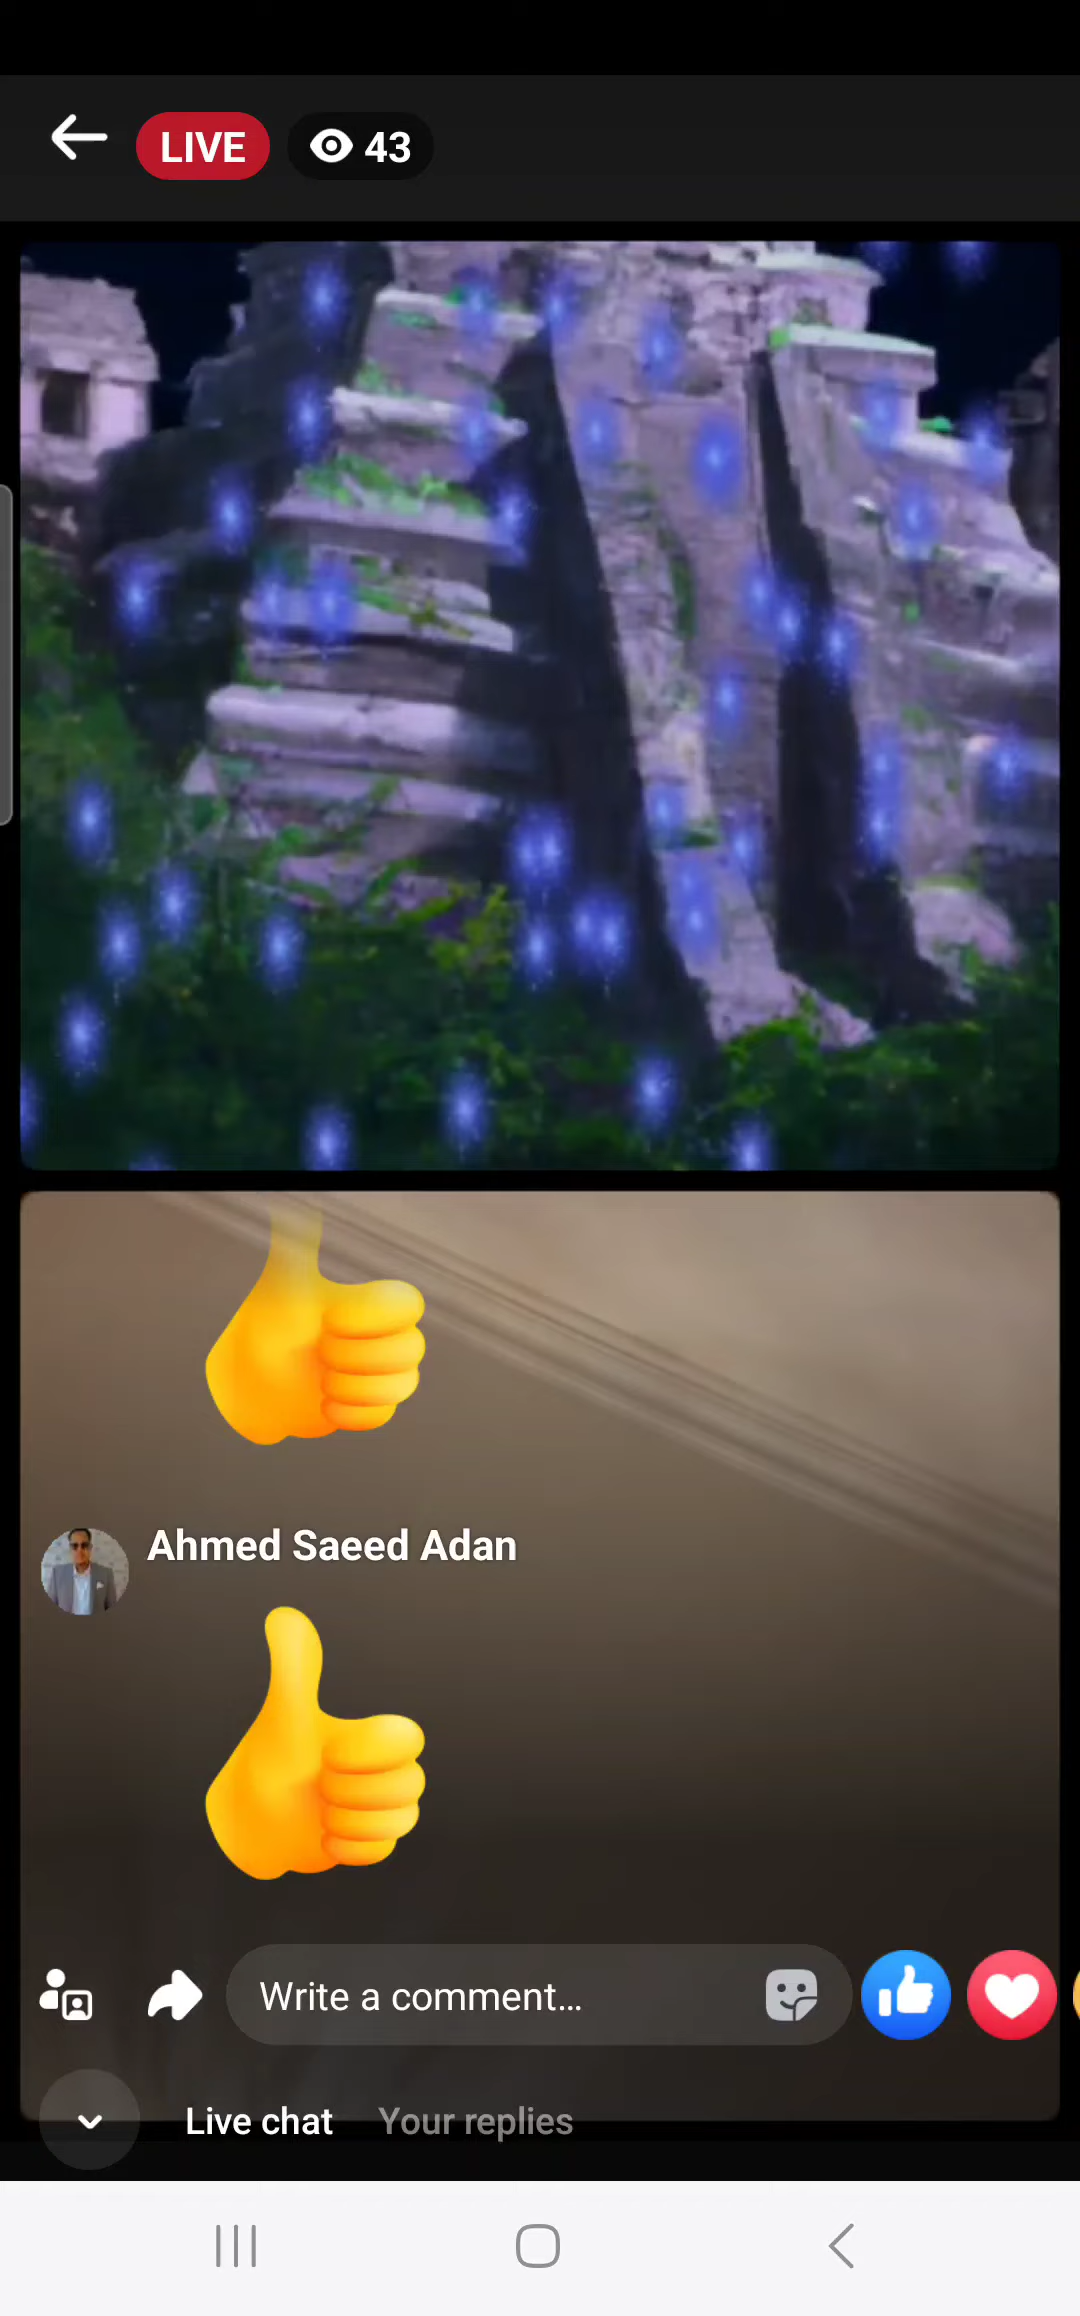 LIVE
43
Ahmed Saeed Adan
Write a comment...
Live chat
Your replies